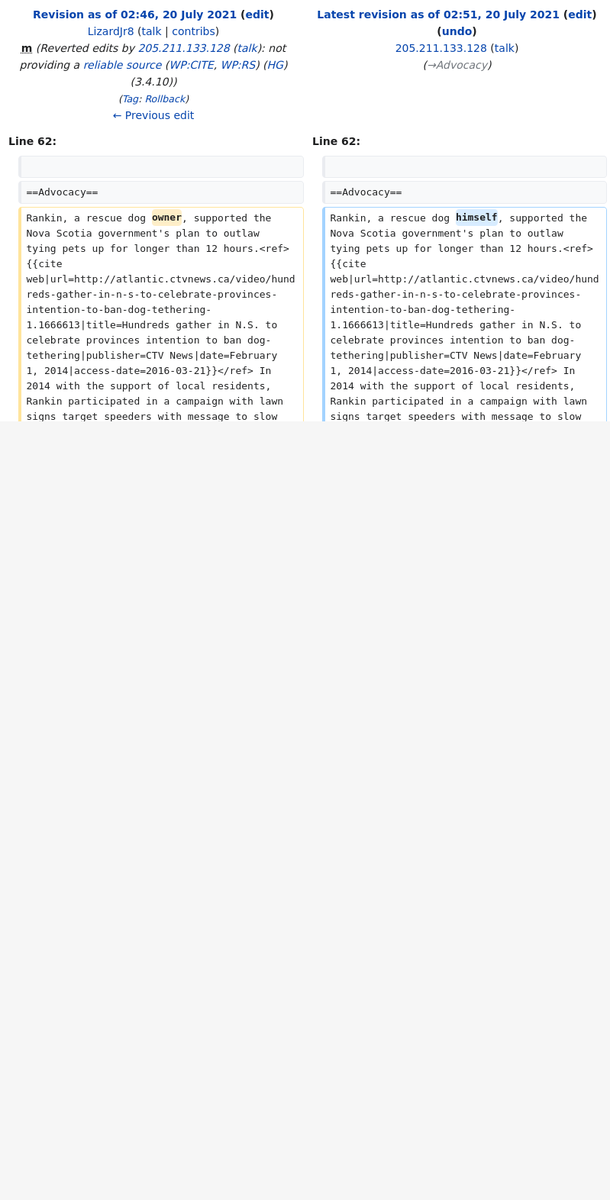 Revision as of 02:46, 20 July 2021 (edit)
LizardJr8 (talk | contribs)
m (Reverted edits by 205.211.133.128 (talk): not
providing a reliable source (WP:CITE, WP:RS) (HG)
(3.4.10))
(Tag: Rollback)
← Previous edit
Latest revision as of 02:51, 20 July 2021 (edit)
(undo)
205.211.133.128 (talk)
(→Advocacy)
Line 62:
==Advocacy==
Rankin, a rescue dog owner, supported the
Nova Scotia government's plan to outlaw
tying pets up for longer than 12 hours.<ref>
{{cite
web|url=http://atlantic.ctvnews.ca/video/hund
reds-gather-in-n-s-to-celebrate-provinces-
intention-to-ban-dog-tethering-
1.1666613|title=Hundreds gather in N.S. to
celebrate provinces intention to ban dog-
tethering|publisher=CTV News|date=February
1, 2014|access-date=2016-03-21}}</ref> In
2014 with the support of local residents,
Rankin participated in a campaign with lawn
signs target speeders with message to slow
Line 62:
==Advocacy==
Rankin, a rescue dog himself, supported the
Nova Scotia government's plan to outlaw
tying pets up for longer than 12 hours.<ref>
{{cite
web|url=http://atlantic.ctvnews.ca/video/hund
reds-gather-in-n-s-to-celebrate-provinces-
intention-to-ban-dog-tethering-
1.1666613|title=Hundreds gather in N.S. to
celebrate provinces intention to ban dog-
tethering|publisher=CTV News|date=February
1, 2014|access-date=2016-03-21}}</ref> In
2014 with the support of local residents,
Rankin participated in a campaign with lawn
signs target speeders with message to slow